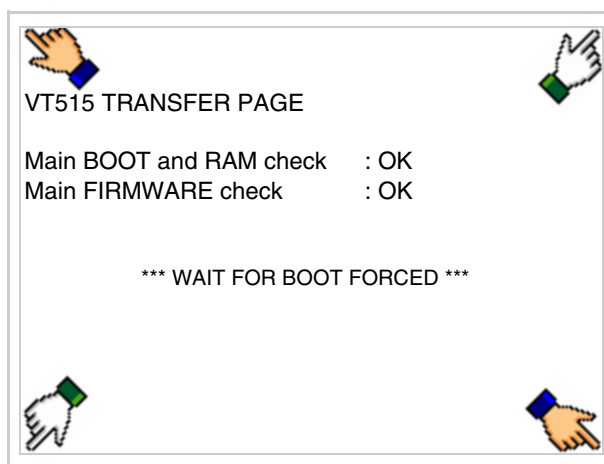 VT515 TRANSFER PAGE
Main BOOT and RAM check : OK
Main FIRMWARE check : OK
*** WAIT FOR BOOT FORCED ***